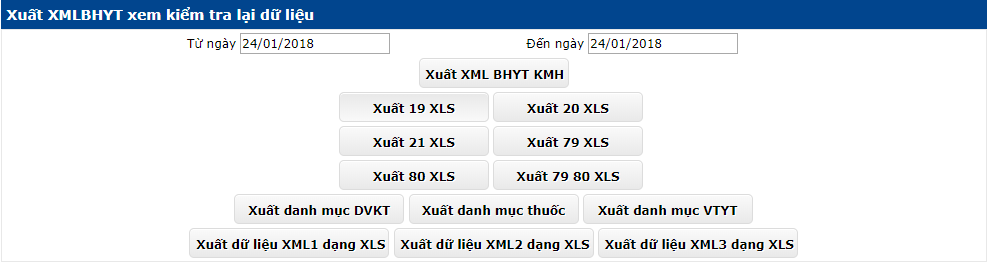 Xuất XMLBHYT xem kiểm tra lại dữ liệu
Từ ngày 24/01/2018 Đến ngày 24/01/2018
Xuất XML BHYT KMH
Xuất 19 XLS Xuất 20 XLS
Xuất 21 XLS Xuất 79 XLS
Xuất 80 XLS Xuất 79 80 XLS
Xuất danh mục DVKT Xuất danh mục thuốc Xuất danh mục VTYT
Xuất dữ liệu XML1 dạng XLS Xuất dữ liệu XML2 dạng XLS Xuất dữ liệu XML3 dạng XLS